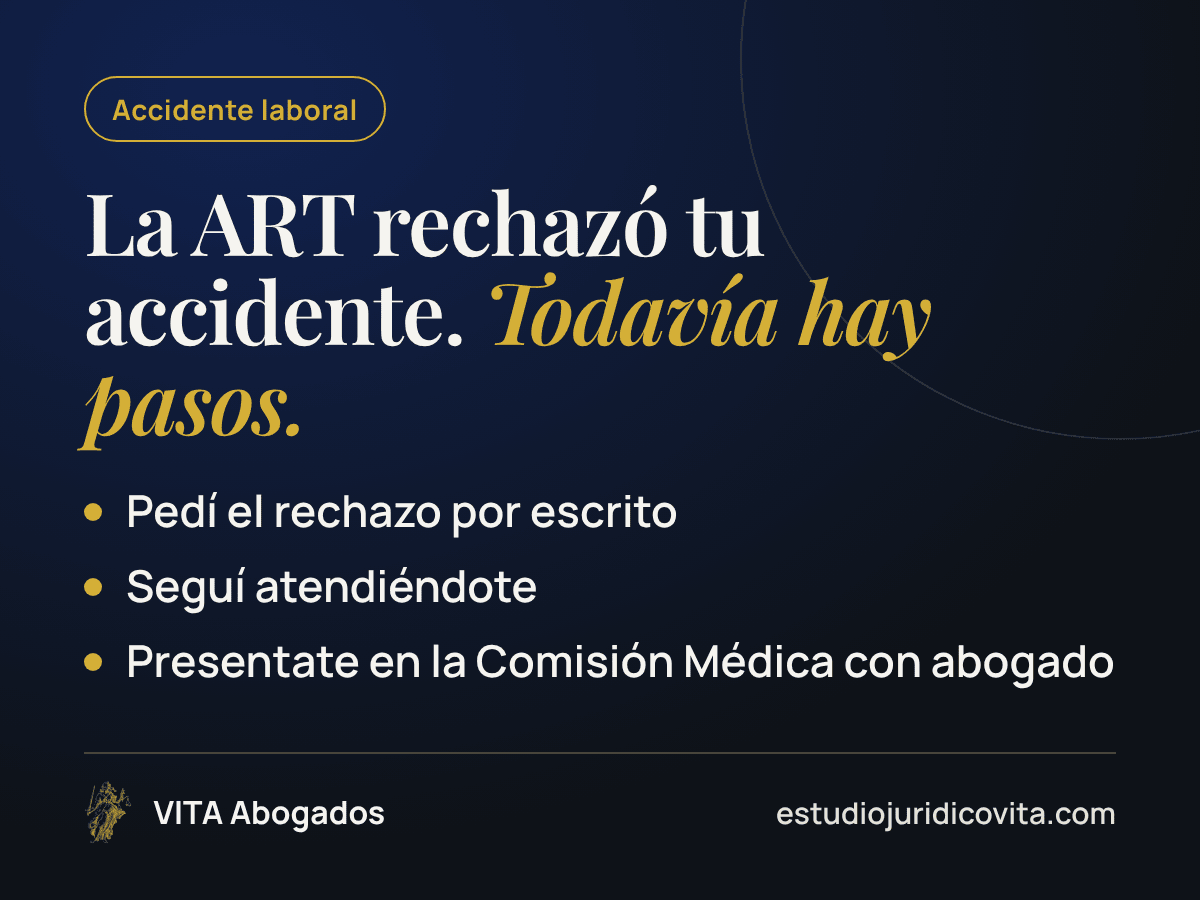 Accidente laboral
La ART rechazó tu
accidente. Todavía hay
pasos.
Pedí el rechazo por escrito
Seguí atendiéndote
Presentate en la Comisión Médica con abogado
VITA Abogados
estudiojuridicovita.com